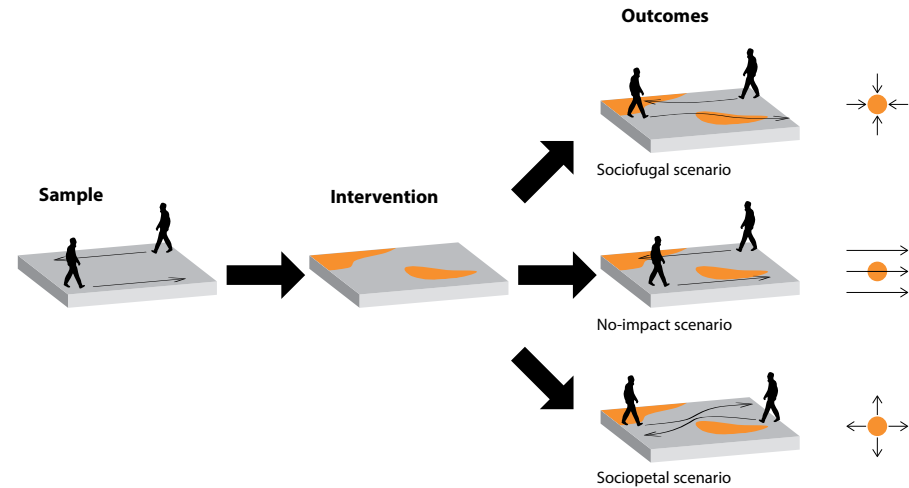 Outcomes
Sociofugal scenario
Sample
Intervention
No-impact scenario
Sociopetal scenario